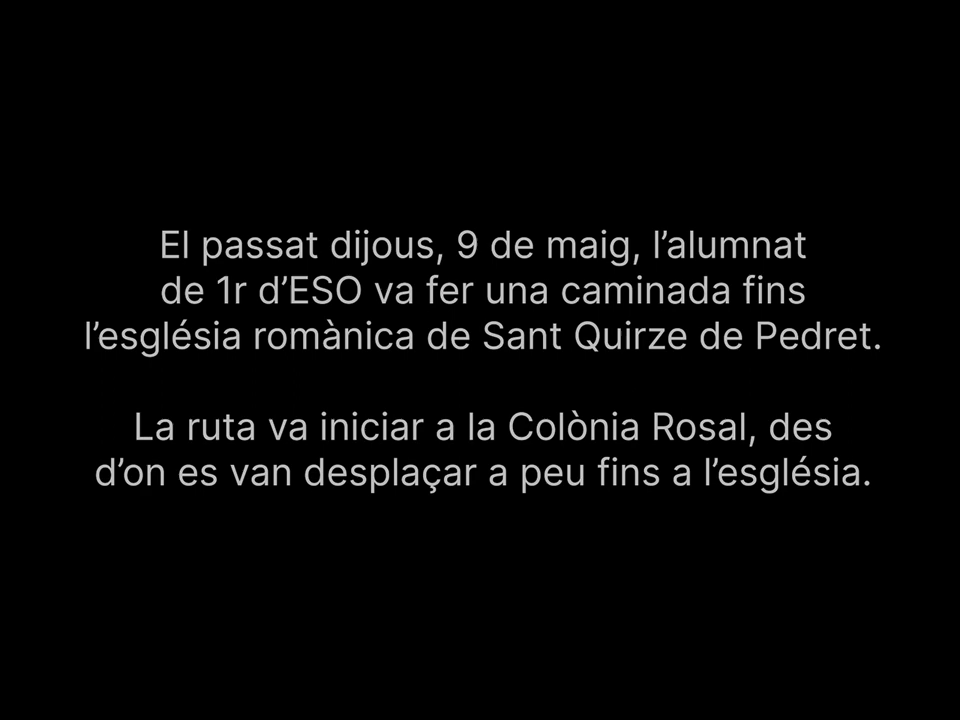 El passat dijous, 9 de maig, l’alumnat
de 1r d’ESO va fer una caminada fins
l’església romànica de Sant Quirze de Pedret.
La ruta va iniciar a la Colònia Rosal, des
d’on es van desplaçar a peu fins a l’església.